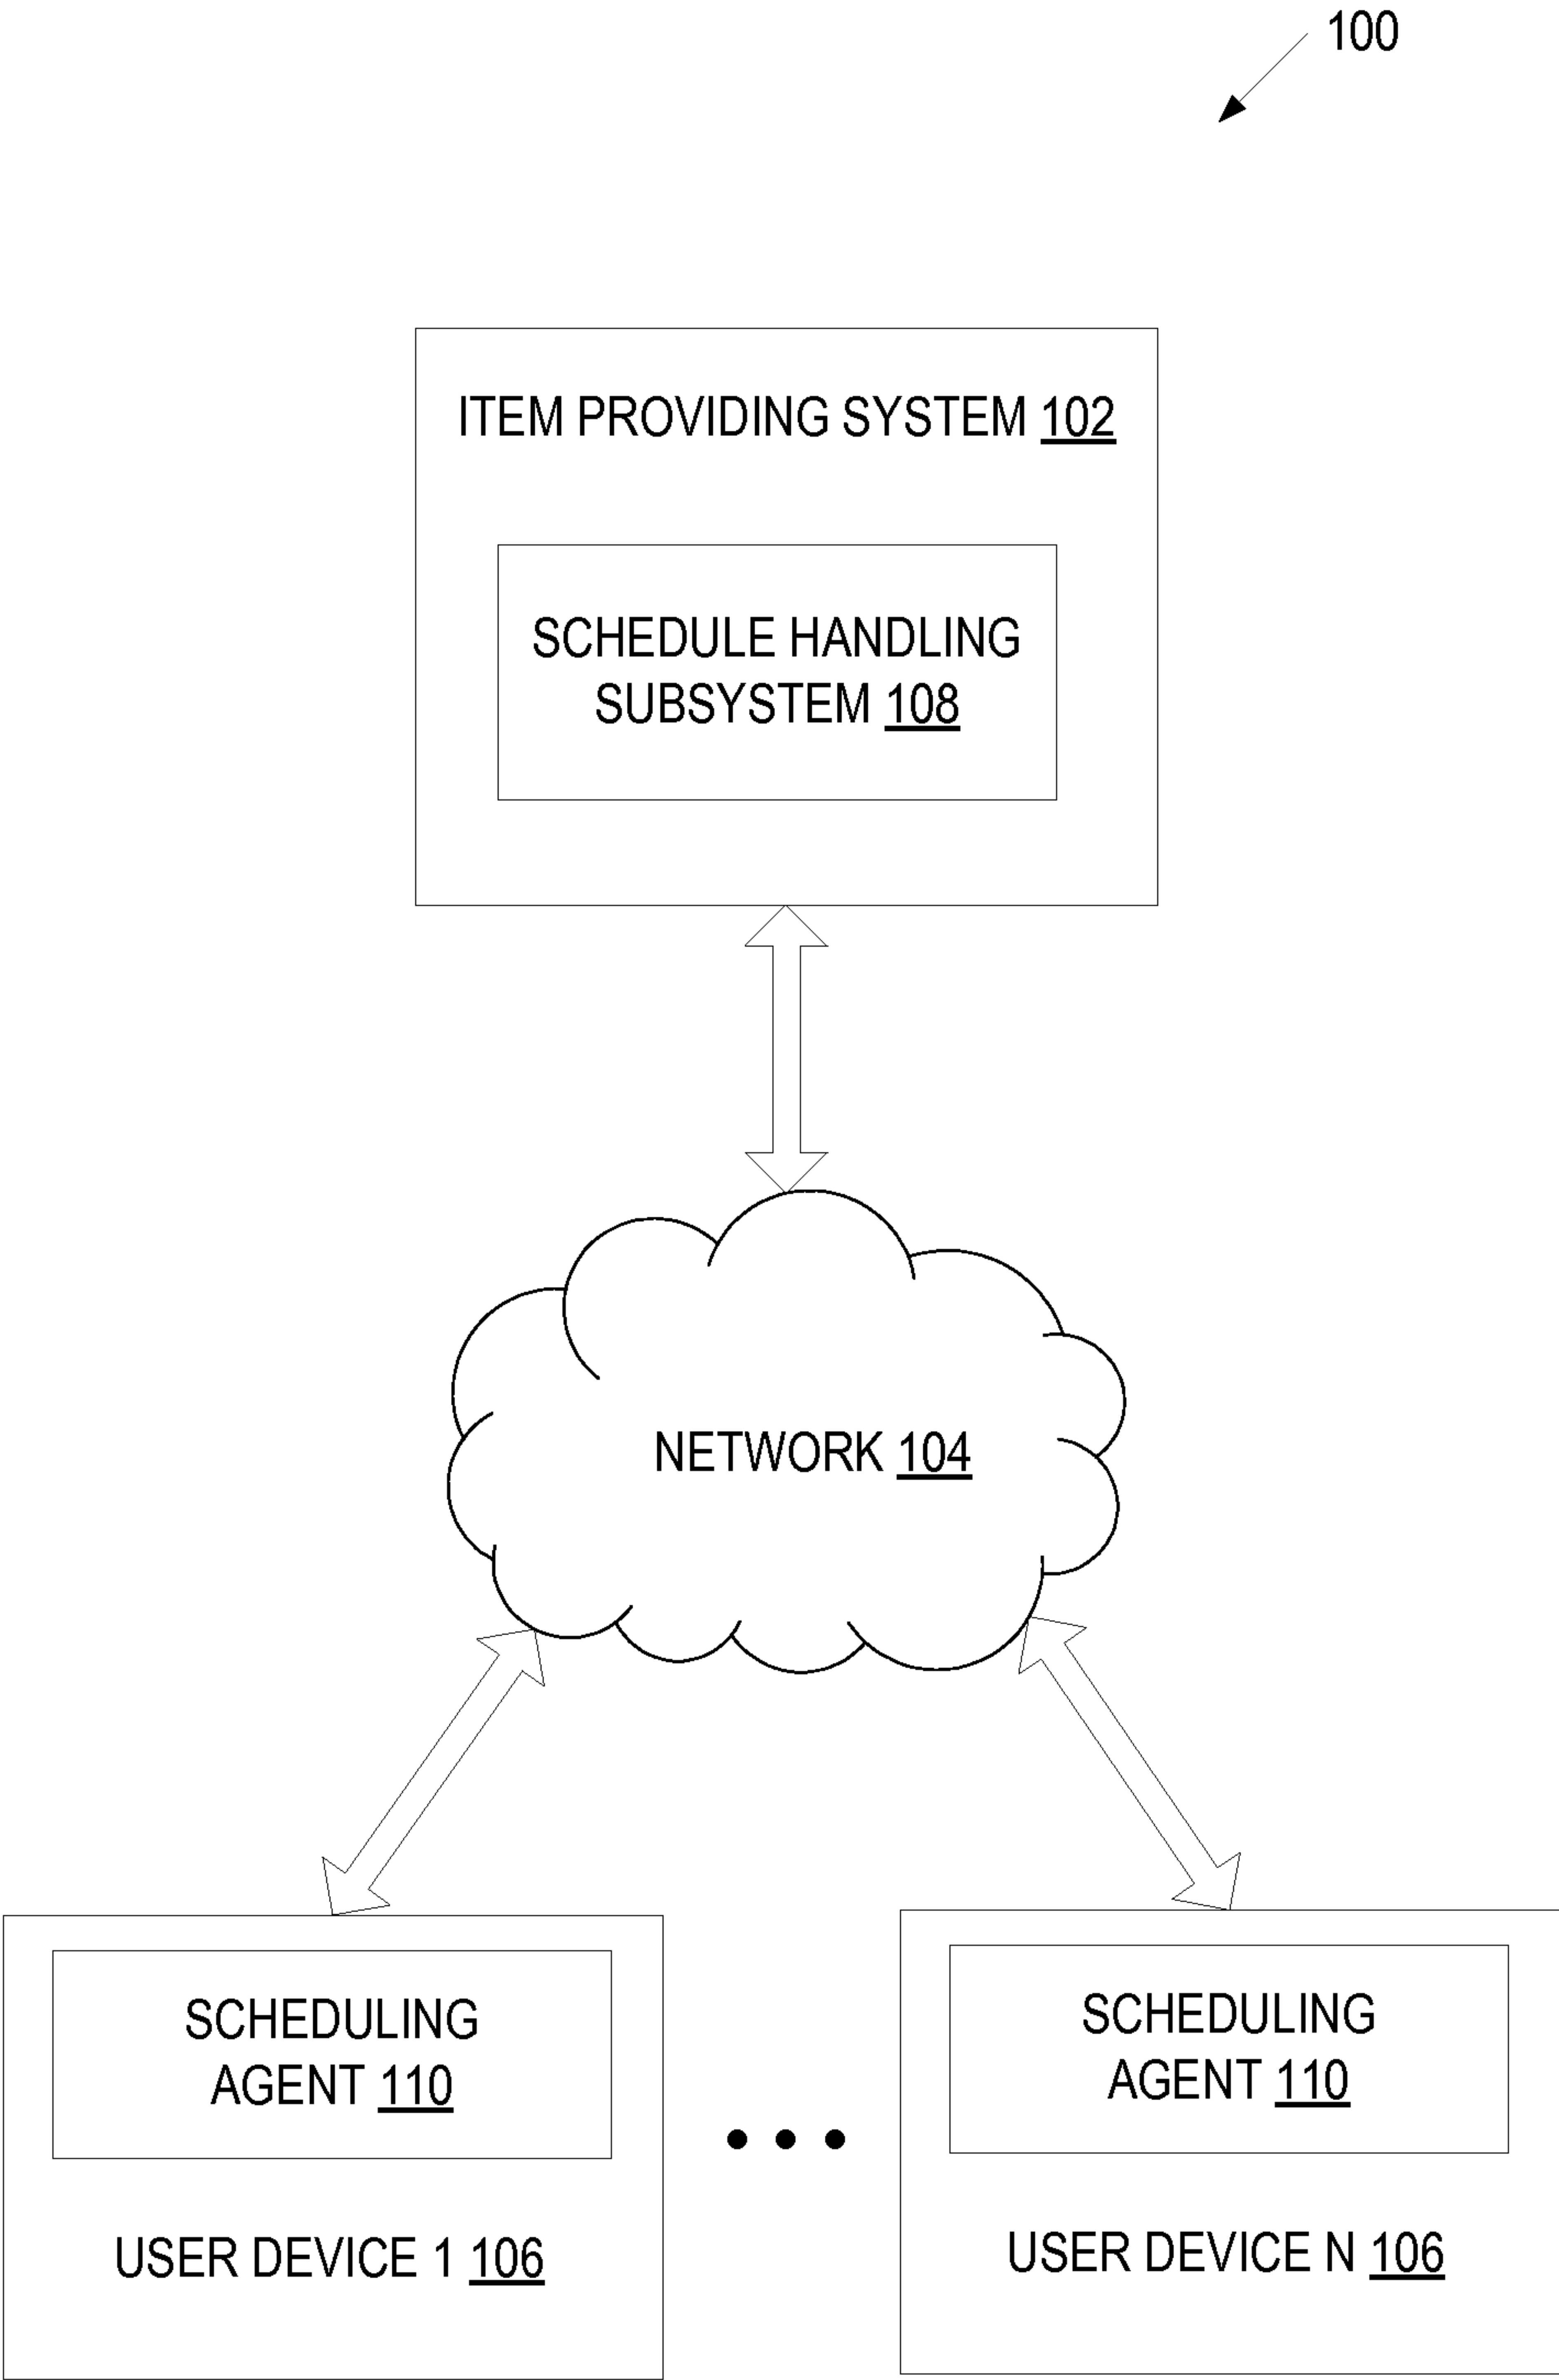 100
ITEM PROVIDING SYSTEM 102
SCHEDULE HANDLING
SUBSYSTEM 108
NETWORK 104
SCHEDULING
AGENT 110
USER DEVICE 1 106
SCHEDULING
AGENT 110
USER DEVICE N 106